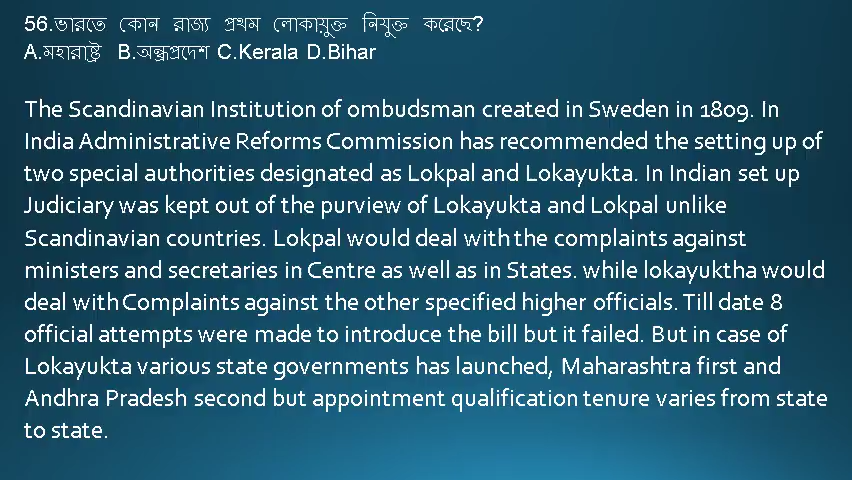 56.ভারতে কোন রাজ্য প্রথম লোকাযুক্ত নিযুক্ত করেছে?
A.মহারাষ্ট্রে B.অন্ধ্রপ্রদেশ C.Kerala D.Bihar
The Scandinavian Institution of ombudsman created in Sweden in 1809. In
India Administrative Reforms Commission has recommended the setting up of
two special authorities designated as Lokpal and Lokayukta. In Indian set up
Judiciary was kept out of the purview of Lokayukta and Lokpal unlike
Scandinavian countries. Lokpal would deal with the complaints against
ministers and secretaries in Centre as well as in States. while lokayuktha would
deal with Complaints against the other specified higher officials. Till date 8
official attempts were made to introduce the bill but it failed. But in case of
Lokayukta various state governments has launched, Maharashtra first and
Andhra Pradesh second but appointment qualification tenure varies from state
to state.